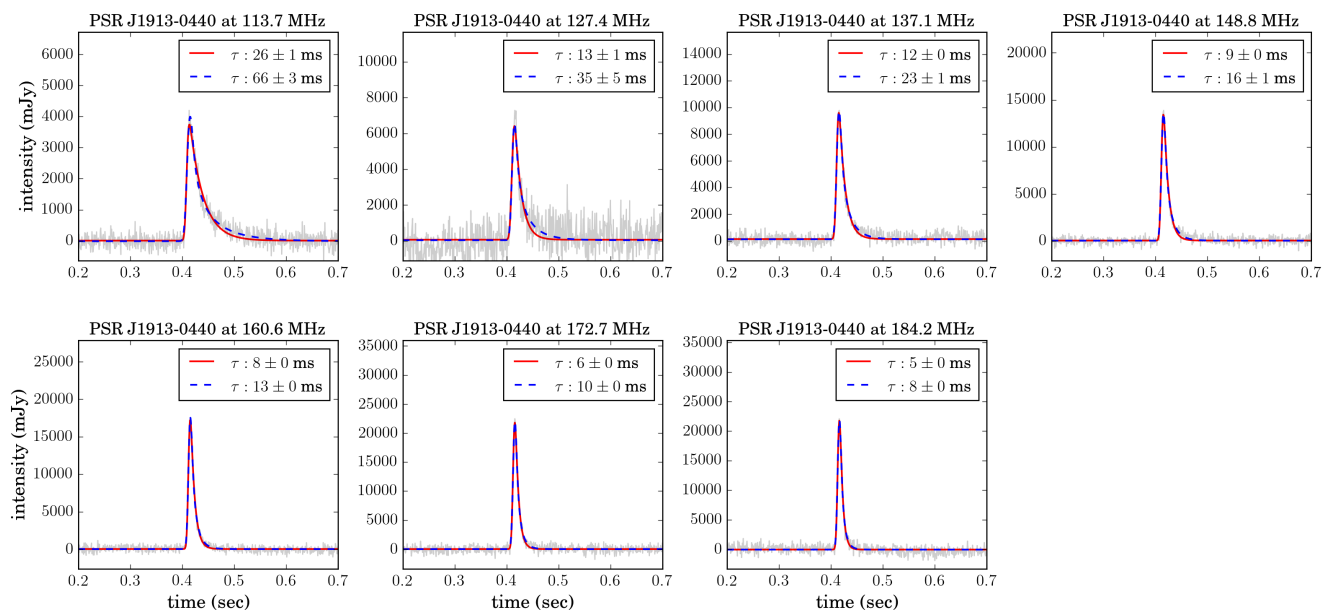 PSR J1913-0440 at 113.7 MHz
τ : 26 ± 1 ms
τ : 66 ± 3 ms
intensity (mJy)
6000
5000
4000
3000
2000
1000
0
0.2 0.3 0.4 0.5 0.6 0.7
PSR J1913-0440 at 127.4 MHz
τ : 13 ± 1 ms
τ : 35 ± 5 ms
10000
8000
6000
4000
2000
0
0.2 0.3 0.4 0.5 0.6 0.7
PSR J1913-0440 at 137.1 MHz
τ : 12 ± 0 ms
τ : 23 ± 1 ms
14000
12000
10000
8000
6000
4000
2000
0
0.2 0.3 0.4 0.5 0.6 0.7
PSR J1913-0440 at 148.8 MHz
τ : 9 ± 0 ms
τ : 16 ± 1 ms
20000
15000
10000
5000
0
0.2 0.3 0.4 0.5 0.6 0.7
PSR J1913-0440 at 160.6 MHz
τ : 8 ± 0 ms
τ : 13 ± 0 ms
intensity (mJy)
25000
20000
15000
10000
5000
0
0.2 0.3 0.4 0.5 0.6 0.7
time (sec)
PSR J1913-0440 at 172.7 MHz
τ : 6 ± 0 ms
τ : 10 ± 0 ms
35000
30000
25000
20000
15000
10000
5000
0
0.2 0.3 0.4 0.5 0.6 0.7
time (sec)
PSR J1913-0440 at 184.2 MHz
τ : 5 ± 0 ms
τ : 8 ± 0 ms
35000
30000
25000
20000
15000
10000
5000
0
0.2 0.3 0.4 0.5 0.6 0.7
time (sec)